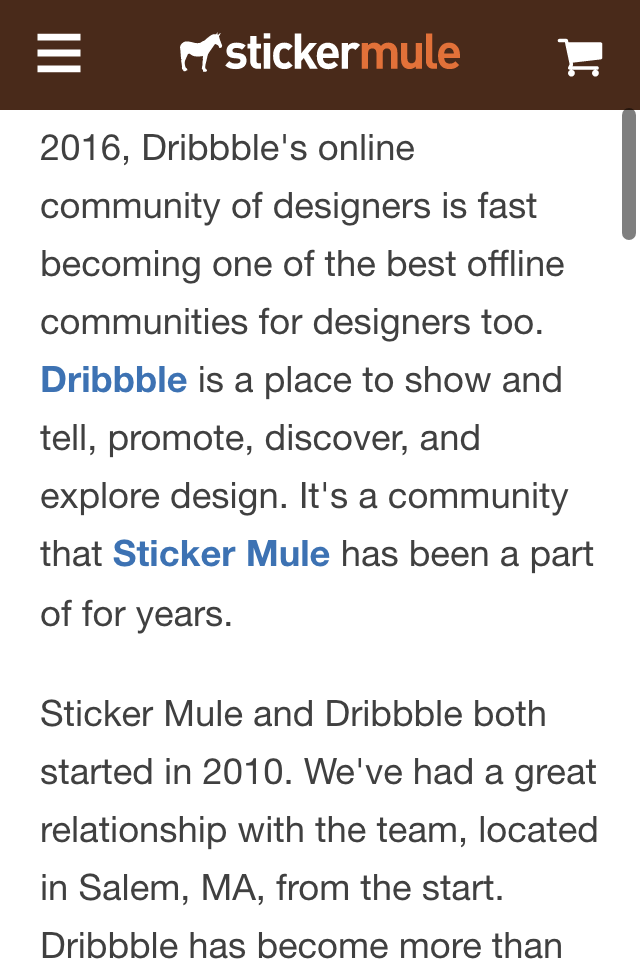 stickermule
2016, Dribbble's online
community of designers is fast
becoming one of the best offline
communities for designers too.
Dribbble is a place to show and
tell, promote, discover, and
explore design. It's a community
that Sticker Mule has been a part
of for years.
Sticker Mule and Dribbble both
started in 2010. We've had a great
relationship with the team, located
in Salem, MA, from the start.
Dribbble has become more than